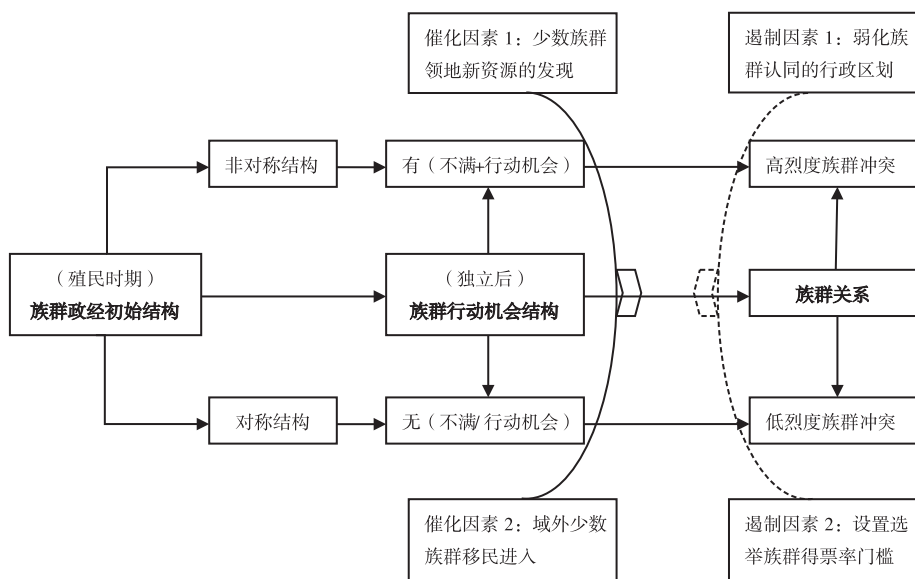 催化因素 1：少数族群
领地新资源的发现
遏制因素 1：弱化族
群认同的行政区划
非对称结构
有（不满+行动机会）
高烈度族群冲突
（殖民时期）
族群政经初始结构
（独立后）
族群行动机会结构
族群关系
对称结构
无（不满/行动机会）
低烈度族群冲突
催化因素 2：域外少数
族群移民进入
遏制因素 2：设置选
举族群得票率门槛